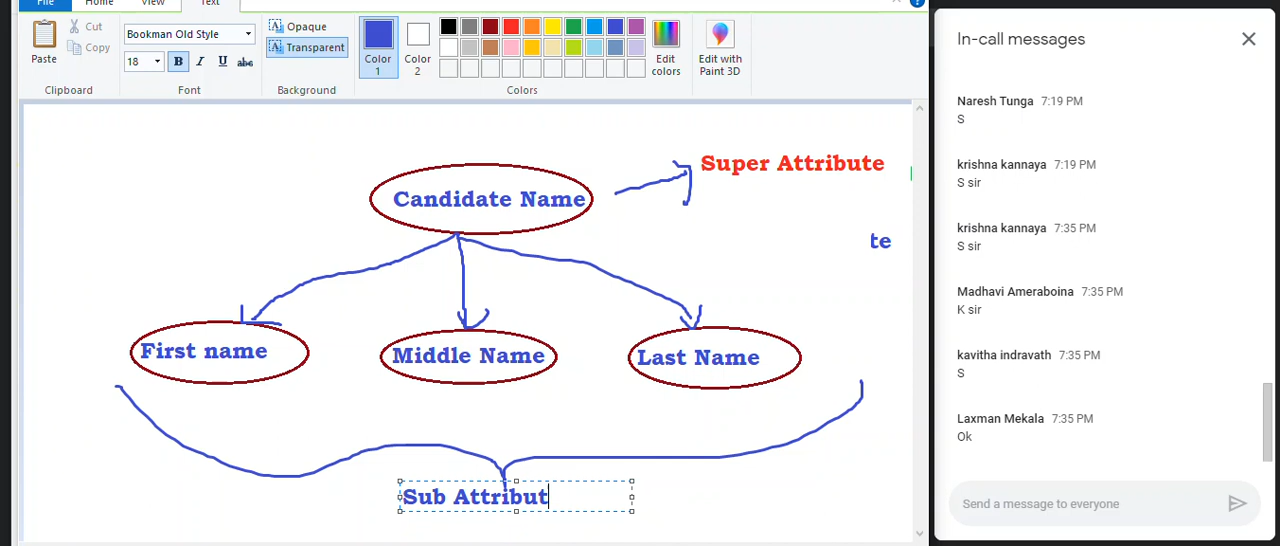 File
Home
View
Text
Paste
Cut
Copy
Clipboard
Bookman Old Style
18
B
I
U
abc
Font
Opaque
Transparent
Background
Color
1
Color
2
Edit
colors
Colors
Edit with
Paint 3D
Super Attribute
Candidate Name
te
First name
Middle Name
Last Name
Sub Attribut
In-call messages
Naresh Tunga 7:19 PM
S
krishna kannaya 7:19 PM
S sir
krishna kannaya 7:35 PM
S sir
Madhavi Ameraboina 7:35 PM
K sir
kavitha indravath 7:35 PM
S
Laxman Mekala 7:35 PM
Ok
Send a message to everyone